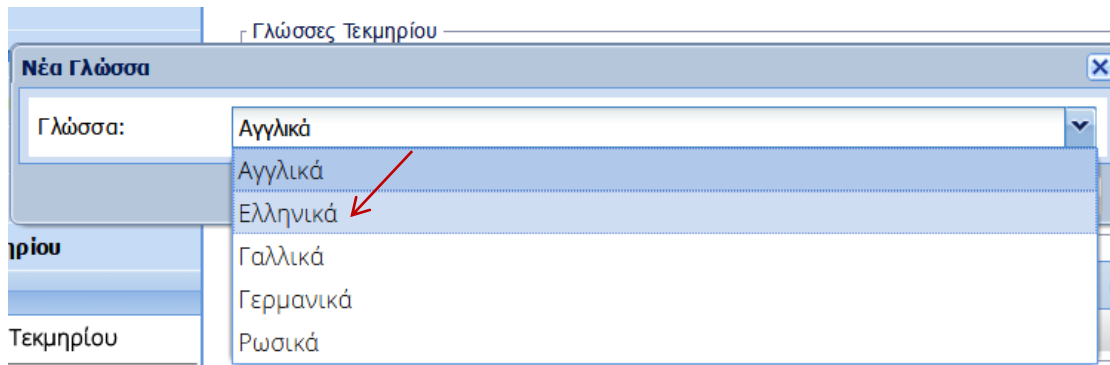 Γλώσσες Τεκμηρίου
Νέα Γλώσσα
Γλώσσα:
Αγγλικά
Αγγλικά
Ελληνικά
Γαλλικά
Γερμανικά
Ρωσικά
ηρίου
Τεκμηρίου